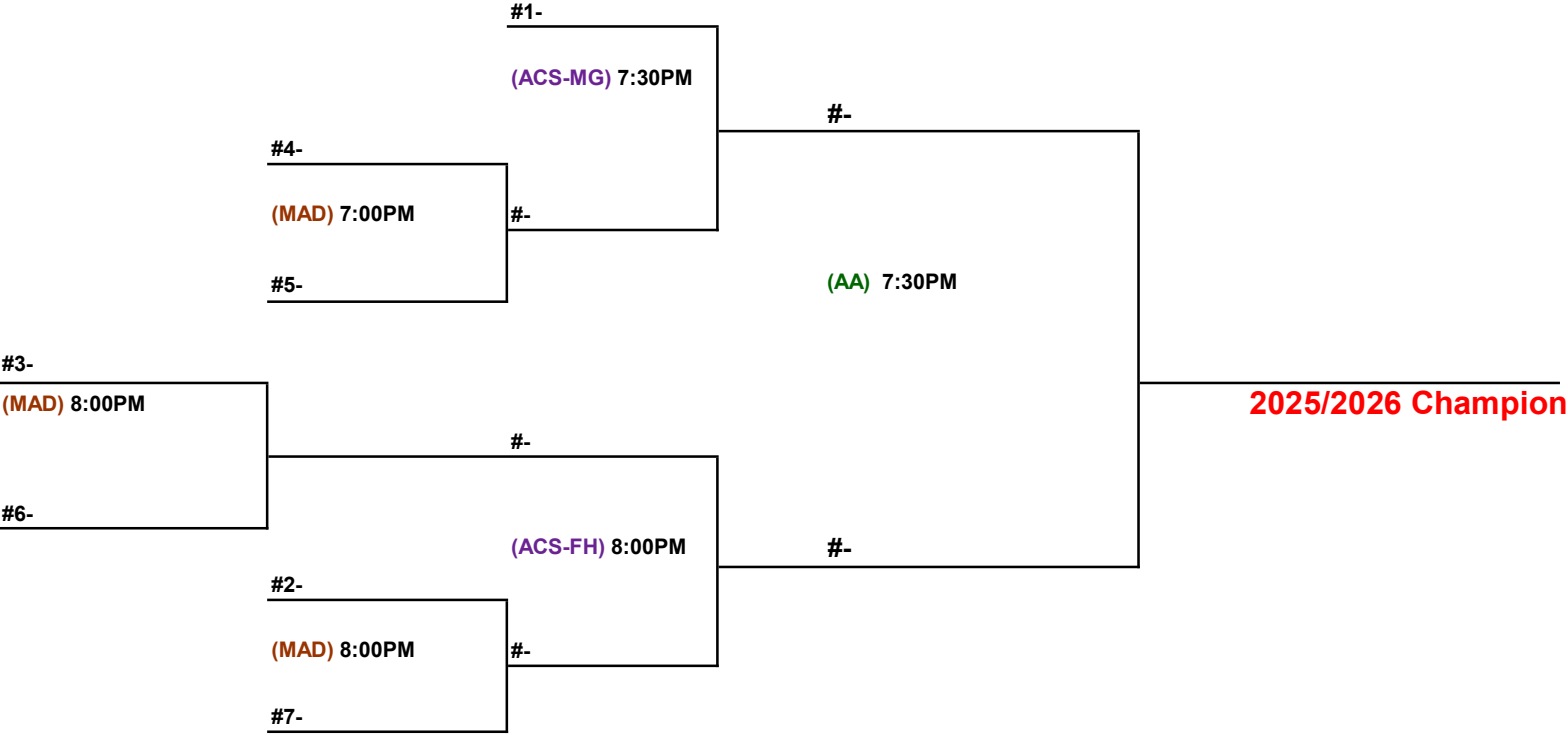 #1-
(ACS-MG) 7:30PM
#-
#4-
(MAD) 7:00PM
#-
#5-
(AA) 7:30PM
#3-
(MAD) 8:00PM
2025/2026 Champion
#-
#6-
(ACS-FH) 8:00PM
#-
#2-
(MAD) 8:00PM
#-
#7-